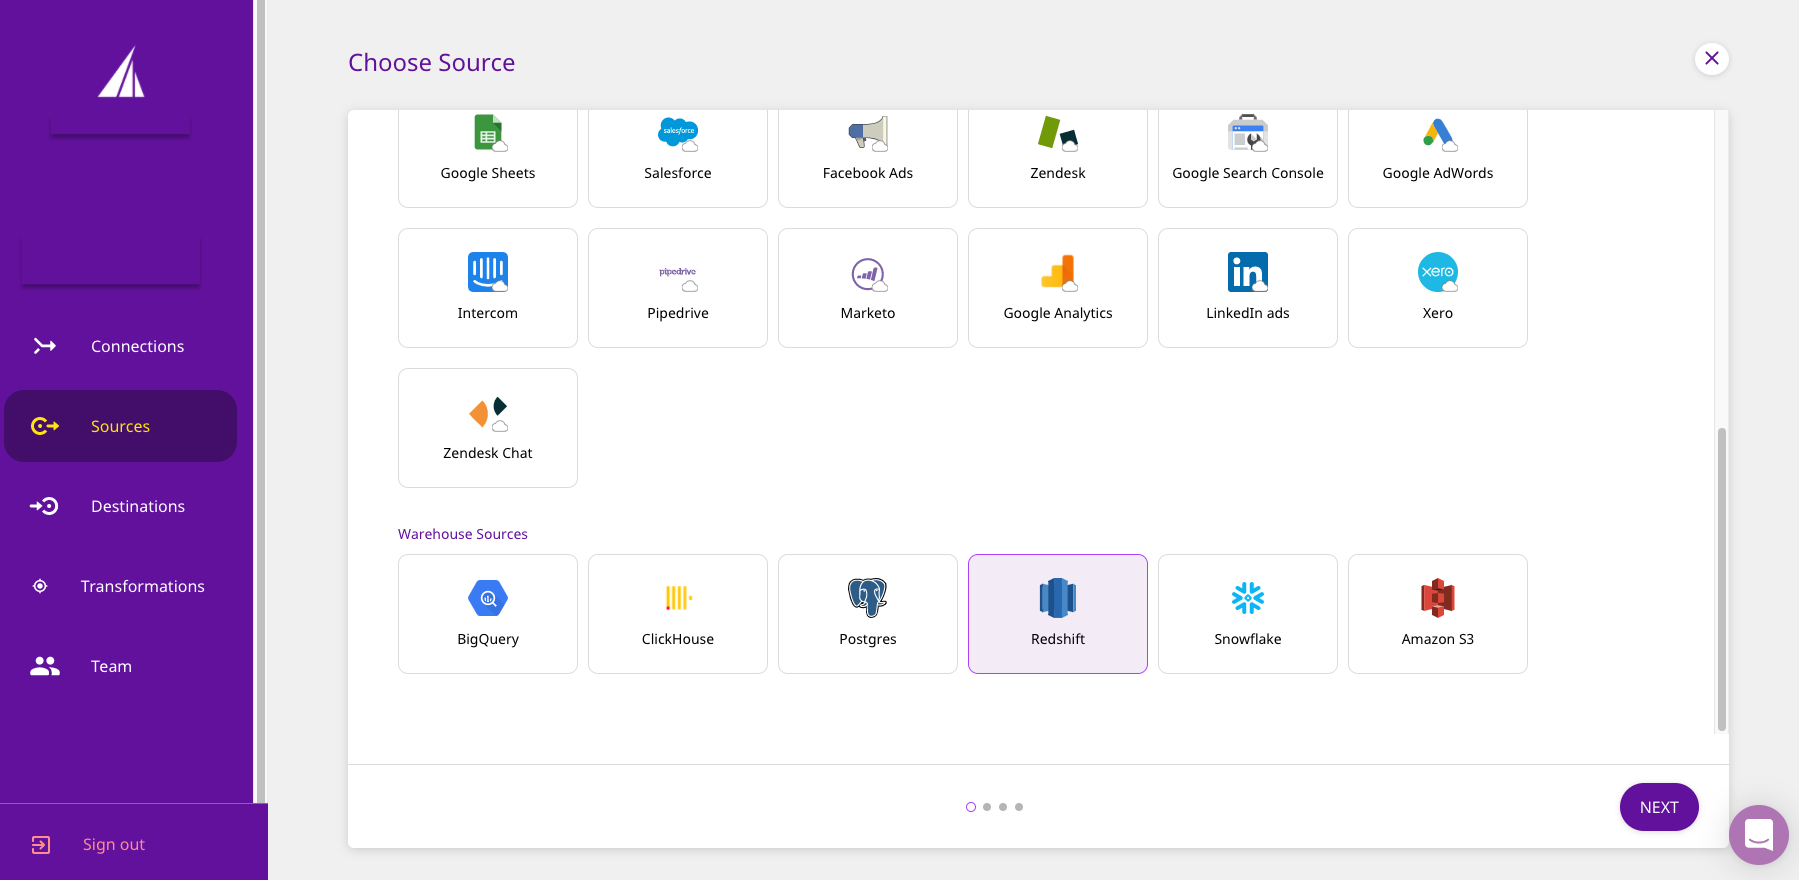 Choose Source
Connections
Sources
Destinations
Transformations
Team
Sign out
salesforce
Google Sheets
Salesforce
Facebook Ads
Zendesk
Google Search Console
Google AdWords
pipedrive
in
xero
Intercom
Pipedrive
Marketo
Google Analytics
LinkedIn ads
Xero
Zendesk Chat
Warehouse Sources
BigQuery
ClickHouse
Postgres
Redshift
Snowflake
Amazon S3
NEXT